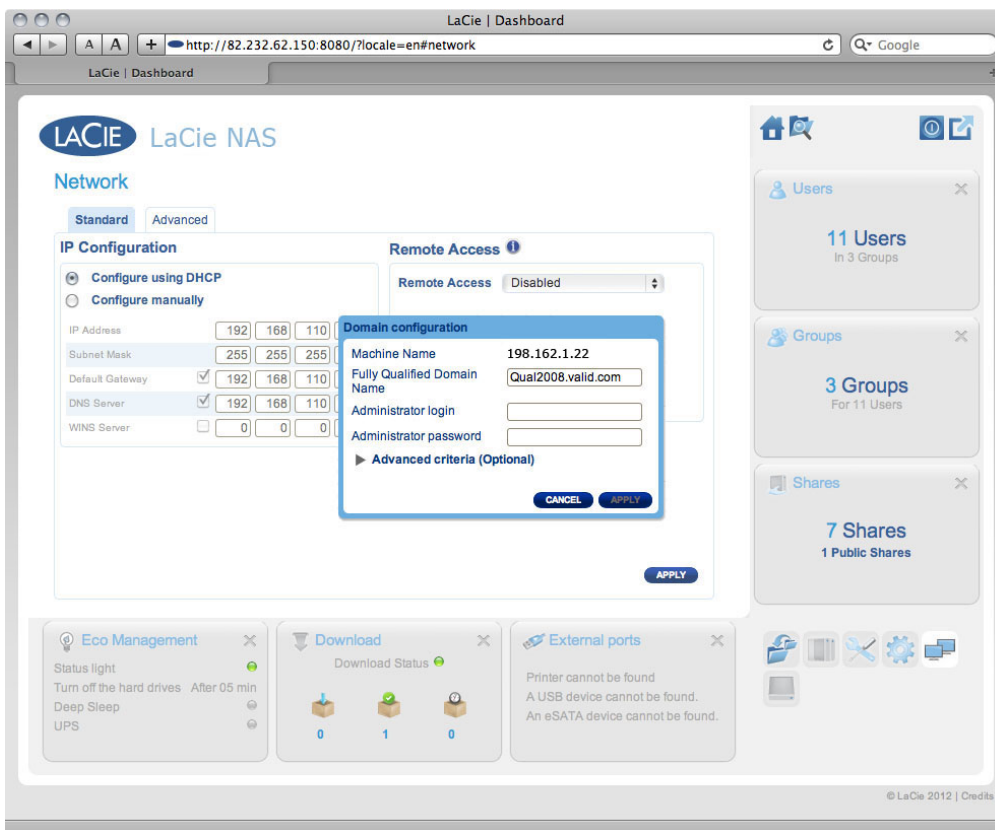 LaCie | Dashboard
A A + http://82.232.62.150:8080/?locale=en#network Google
LaCie | Dashboard +
LACIE LaCie NAS
Network
Standard Advanced
IP Configuration
Configure using DHCP
Configure manually
IP Address 192 168 110
Subnet Mask 255 255 255
Default Gateway 192 168 110
DNS Server 192 168 110
WINS Server 0 0 0
Remote Access
Remote Access Disabled
Domain configuration
Machine Name 198.162.1.22
Fully Qualified Domain Name Qual2008.valid.com
Administrator login
Administrator password
Advanced criteria (Optional)
CANCEL APPLY
APPLY
Users
11 Users
In 3 Groups
Groups
3 Groups
For 11 Users
Shares
7 Shares
1 Public Shares
Eco Management
Status light
Turn off the hard drives After 05 min
Deep Sleep
UPS
Download
Download Status
0 1 0
External ports
Printer cannot be found
A USB device cannot be found.
An eSATA device cannot be found.
© LaCie 2012 | Credits